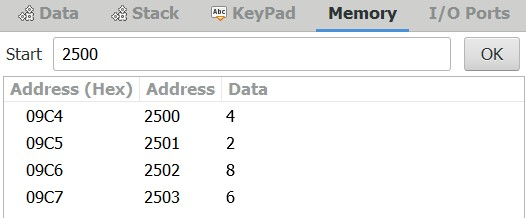 Data Stack KeyPad Memory I/O Ports
Start 2500 OK
Address (Hex) Address Data
09C4 2500 4
09C5 2501 2
09C6 2502 8
09C7 2503 6